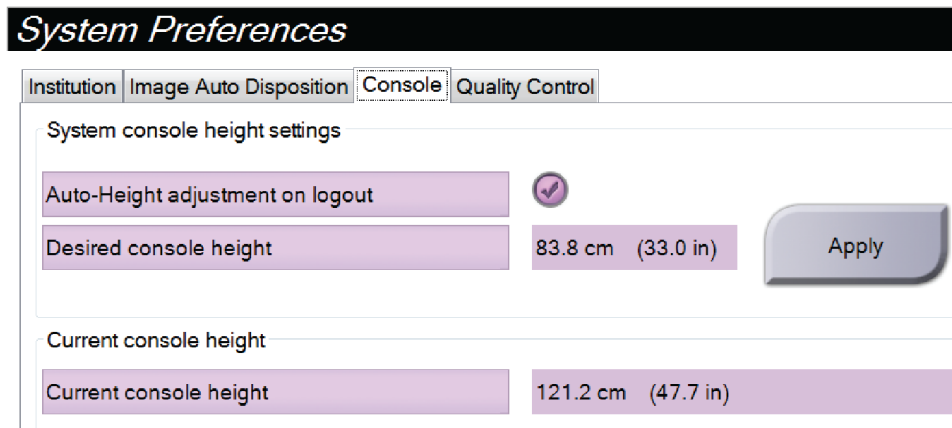 System Preferences
Institution Image Auto Disposition Console Quality Control
System console height settings
Auto-Height adjustment on logout
Desired console height 83.8 cm (33.0 in) Apply
Current console height
Current console height 121.2 cm (47.7 in)